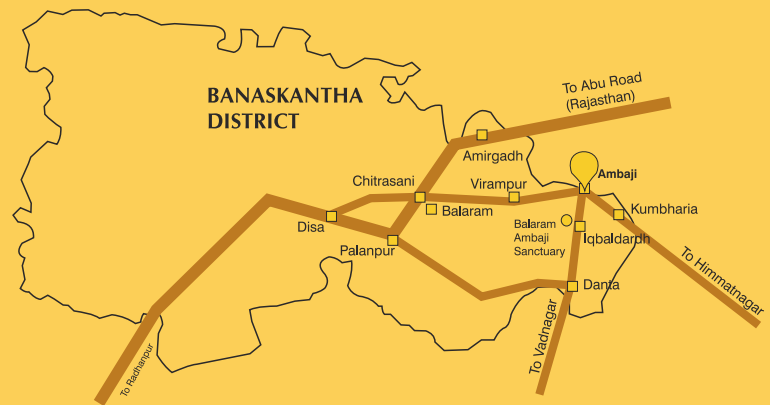 BANASKANTHA
DISTRICT
To Abu Road
(Rajasthan)
Amirgadh
Ambaji
Chitrasani
Virampur
Kumbharia
Balaram
Disa
Balaram
Ambaji
Sanctuary
Iqbaldardh
Palanpur
To Himmatnagar
Danta
To Vadnagar
To Radhanpur